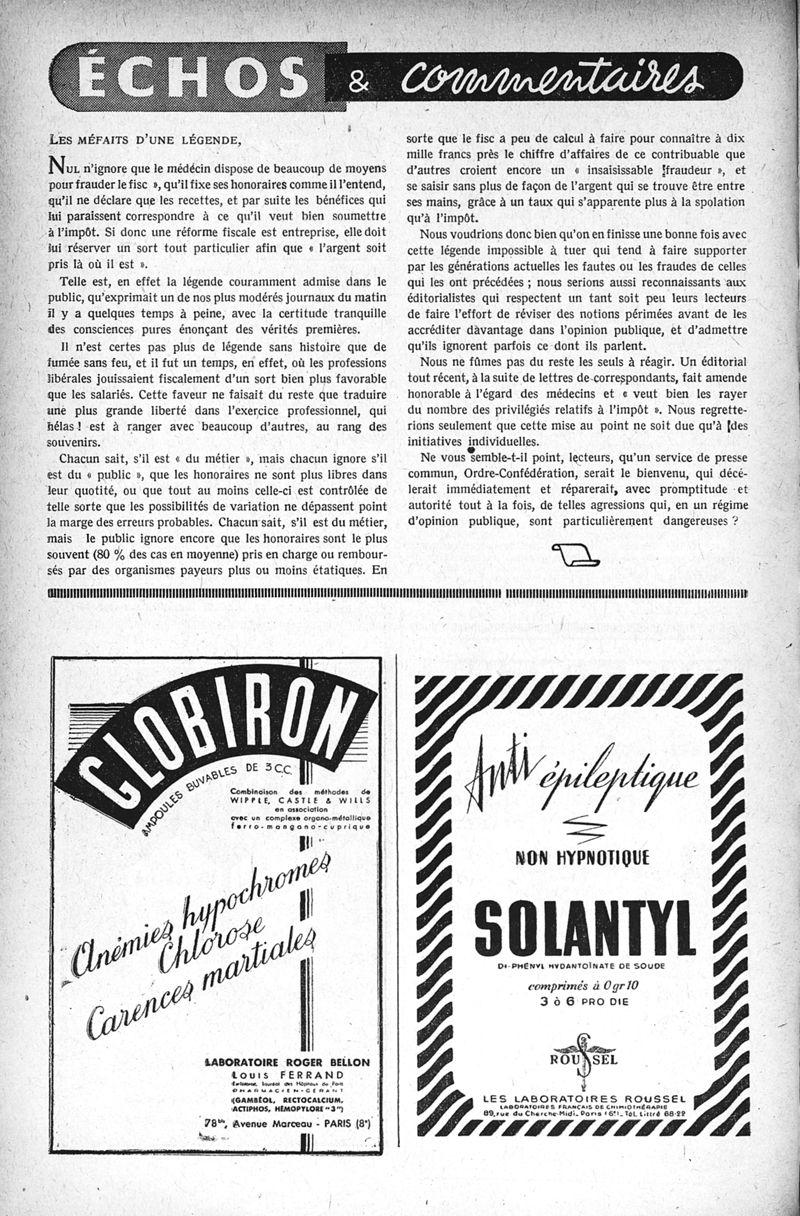 ÉCHOS & commentaires
LES MÉFAITS D'UNE LÉGENDE,
NUL n'ignore que le médécin dispose de beaucoup de moyens
pour frauder le fisc », qu'il fixe ses honoraires comme il l'entend,
qu'il ne déclare que les recettes, et par suite les bénéfices qui
lui paraissent correspondre à ce qu'il veut bien soumettre
à l'impôt. Si donc une réforme fiscale est entreprise, elle doit
lui réserver un sort tout particulier afin que « l'argent soit
pris là où il est ».
Telle est, en effet la légende couramment admise dans le
public, qu'exprimait un de nos plus modérés journaux du matin
il y a quelques temps à peine, avec la certitude tranquille
des consciences pures énonçant des vérités premières.
Il n'est certes pas plus de légende sans histoire que de
fumée sans feu, et il fut un temps, en effet, où les professions
libérales jouissaient fiscalement d'un sort bien plus favorable
que les salariés. Cette faveur ne faisait du reste que traduire
une plus grande liberté dans l'exercice professionnel, qui
hélas ! est à ranger avec beaucoup d'autres, au rang des
souvenirs.
Chacun sait, s'il est « du métier », mais chacun ignore s'il
est du « public », que les honoraires ne sont plus libres dans
leur quotité, ou que tout au moins celle-ci est contrôlée de
telle sorte que les possibilités de variation ne dépassent point
la marge des erreurs probables. Chacun sait, s'il est du métier,
mais le public ignore encore que les honoraires sont le plus
souvent (80 % des cas en moyenne) pris en charge ou rembour-
sés par des organismes payeurs plus ou moins étatiques. En
sorte que le fisc a peu de calcul à faire pour connaître à dix
mille francs près le chiffre d'affaires de ce contribuable que
d'autres croient encore un « insaisissable fraudeur », et
se saisir sans plus de façon de l'argent qui se trouve être entre
ses mains, grâce à un taux qui s'apparente plus à la spolation
qu'à l'impôt.
Nous voudrions donc bien qu'on en finisse une bonne fois avec
cette légende impossible à tuer qui tend à faire supporter
par les générations actuelles les fautes ou les fraudes de celles
qui les ont précédées ; nous serions aussi reconnaissants aux
éditorialistes qui respectent un tant soit peu leurs lecteurs
de faire l'effort de réviser des notions périmées avant de les
accréditer dàvantage dans l'opinion publique, et d'admettre
qu'ils ignorent parfois ce dont ils parlent.
Nous ne fûmes pas du reste les seuls à réagir. Un éditorial
tout récent, à la suite de lettres de correspondants, fait amende
honorable à l'égard des médecins et « veut bien les rayer
du nombre des privilégiés relatifs à l'impôt ». Nous regrette-
rions seulement que cette mise au point ne soit due qu'à des
initiatives individuelles.
Ne vous semble-t-il point, lecteurs, qu'un service de presse
commun, Ordre-Confédération, serait le bienvenu, qui décé-
lerait immédiatement et réparerait, avec promptitude et
autorité tout à la fois, de telles agressions qui, en un régime
d'opinion publique, sont particulièrement dangereuses ?
GLOBIRON
AMPOULES BUVABLES DE 3 C.C.
Combinaison des méthodes de
WIPPLE, CASTLE & WILLS
en association
avec un complexe organo-métallique
ferro-mangano-cuprique
Anémies hypochromes
Chlorose
Carences martiales
LABORATOIRE ROGER BELLON
LOUIS FERRAND
PHARMACIEN-GÉRANT
(GAMBÉOL, RECTOCALCIUM,
ACTIPHOS, HÉMOPYLORE "3")
78bis, Avenue Marceau - PARIS (8e)
Anti épileptique
NON HYPNOTIQUE
SOLANTYL
DI-PHÉNYL HYDANTOÏNATE DE SOUDE
comprimés à 0 gr 10
3 à 6 PRO DIE
ROUSSEL
LES LABORATOIRES ROUSSEL
LABORATOIRES FRANÇAIS DE CHIMIOTHÉRAPIE
89, rue du Cherche-Midi_ Paris (6e)_ Tél. Littré 68-22